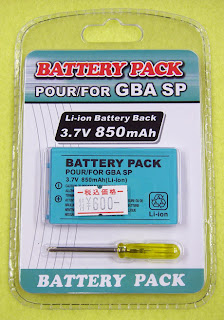 BATTERY PACK
POUR/FOR GBA SP
Li-ion Battery Back
3.7V 850mAh
BATTERY PACK
POUR/FOR GBA SP
3.7V 850mAh(Li-ion)
税込価格
¥600-
Li-ion
BATTERY PACK